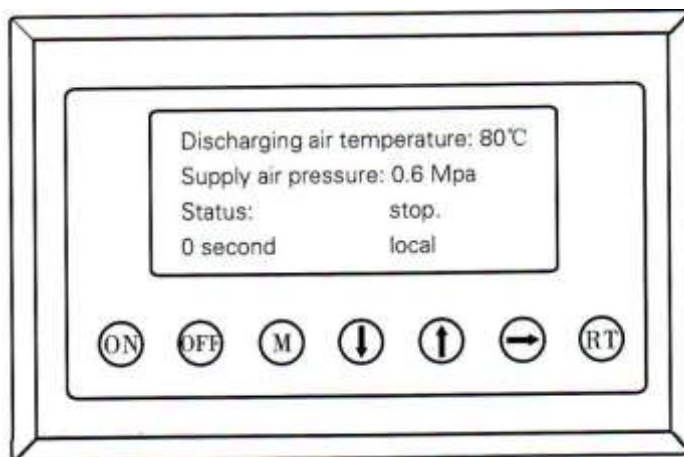 Discharging air temperature: 80℃
Supply air pressure: 0.6 Mpa
Status: stop.
0 second local
ON OFF M ↓ ↑ → RT